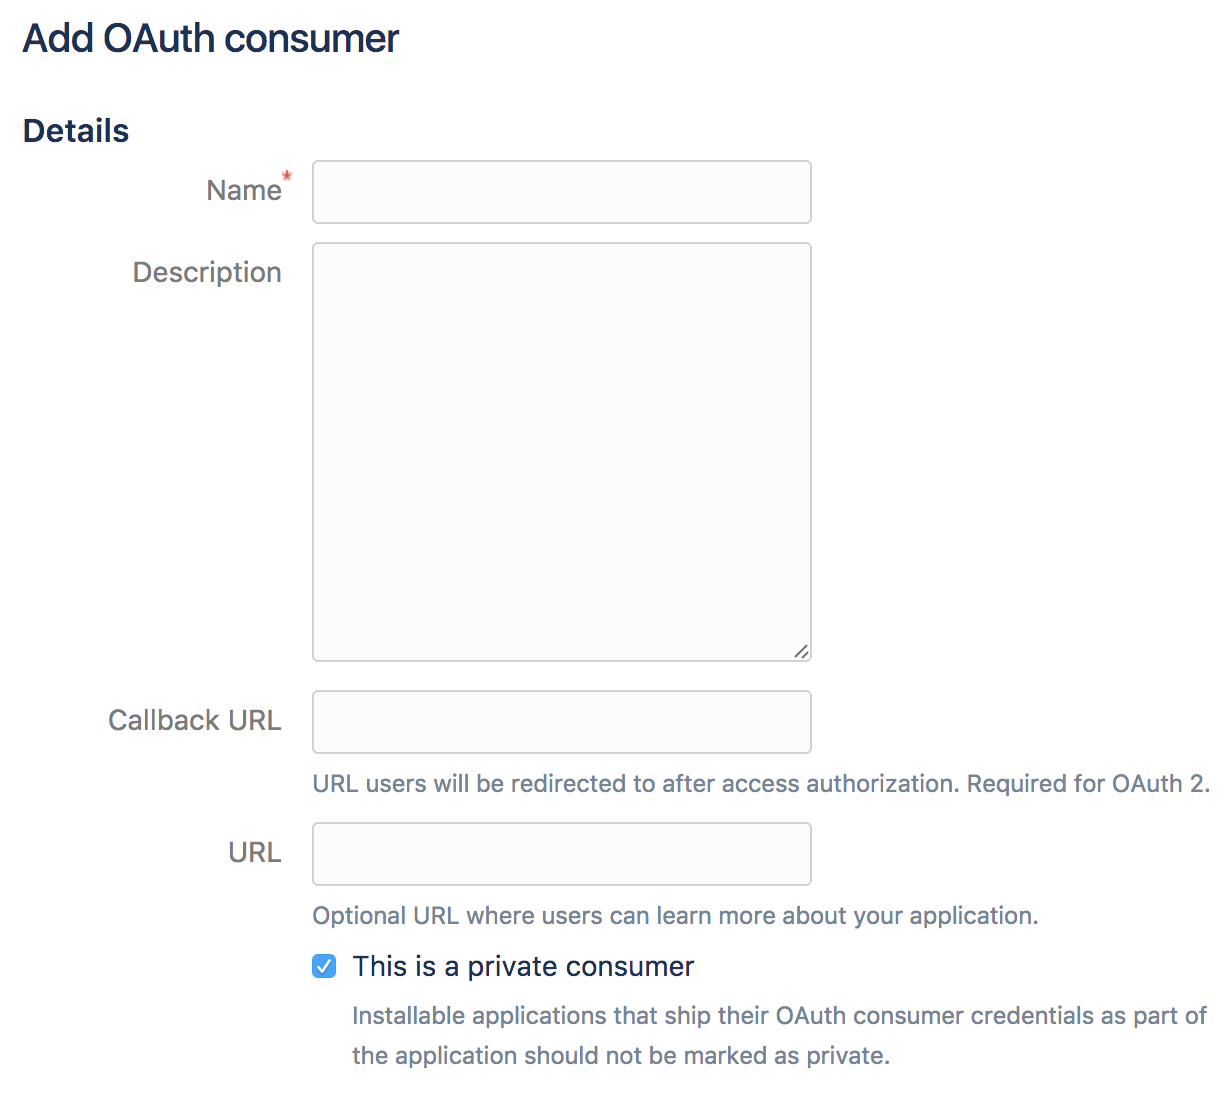 Add OAuth consumer
Details
Name*
Description
Callback URL
URL users will be redirected to after access authorization. Required for OAuth 2.
URL
Optional URL where users can learn more about your application.
This is a private consumer
Installable applications that ship their OAuth consumer credentials as part of
the application should not be marked as private.